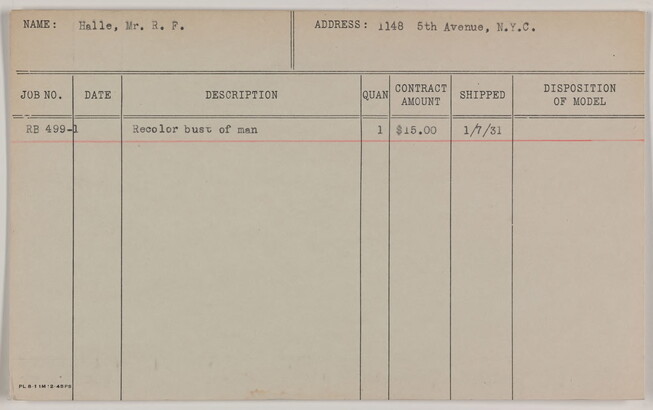 NAME: Halle, Mr. R. F. ADDRESS: 1148 5th Avenue, N.Y.C.
JOB NO. DATE DESCRIPTION QUAN CONTRACT AMOUNT SHIPPED DISPOSITION OF MODEL
RB 499-1 Recolor bust of man 1 $15.00 1/7/31